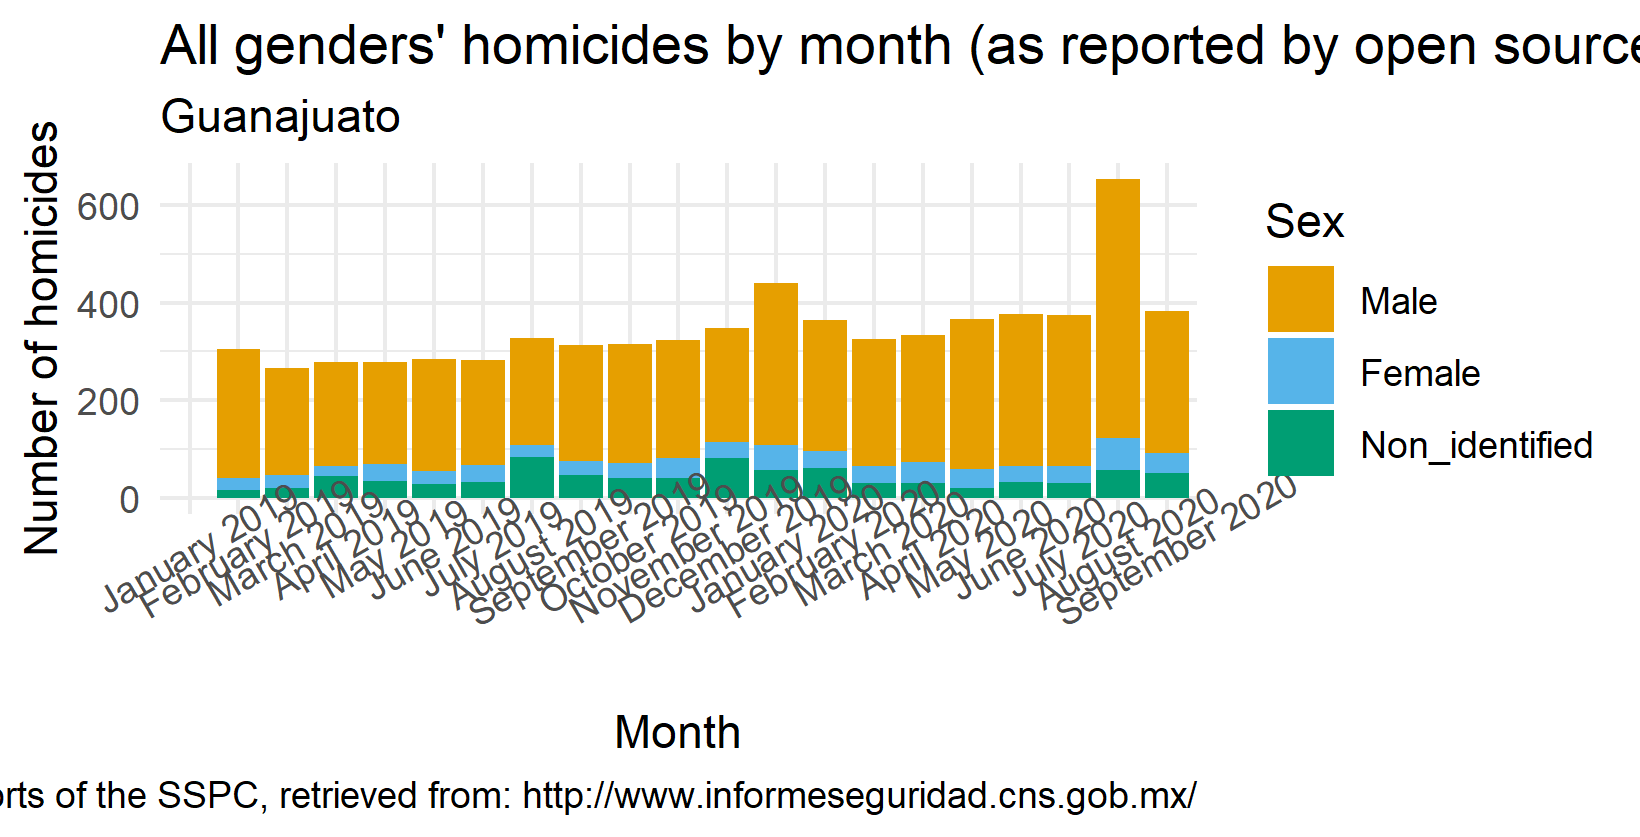 All genders' homicides by month (as reported by open source
Guanajuato
Number of homicides
600
400
200
0
January 2019
February 2019
March 2019
April 2019
May 2019
June 2019
July 2019
August 2019
September 2019
October 2019
November 2019
December 2019
January 2020
February 2020
March 2020
April 2020
May 2020
June 2020
July 2020
August 2020
September 2020
Month
Sex
Male
Female
Non_identified
orts of the SSPC, retrieved from: http://www.informeseguridad.cns.gob.mx/